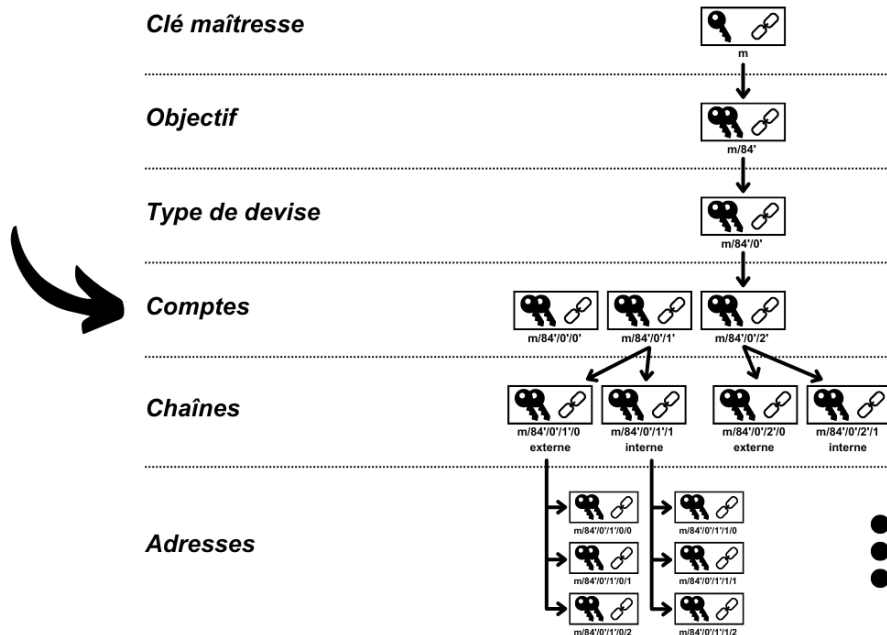 Clé maîtresse
m
Objectif
m/84'
Type de devise
m/84'/0'
Comptes
m/84'/0'/0' m/84'/0'/1' m/84'/0'/2'
Chaînes
m/84'/0'/1'/0 m/84'/0'/1'/1 m/84'/0'/2'/0 m/84'/0'/2'/1
externe interne externe interne
Adresses
m/84'/0'/1'/0/0 m/84'/0'/1'/1/0
m/84'/0'/1'/0/1 m/84'/0'/1'/1/1
m/84'/0'/1'/0/2 m/84'/0'/1'/1/2